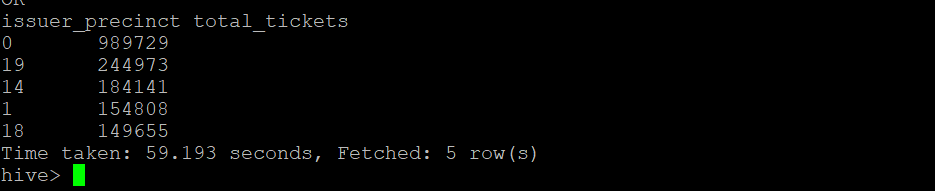 OK
issuer_precinct total_tickets
0 989729
19 244973
14 184141
1 154808
18 149655
Time taken: 59.193 seconds, Fetched: 5 row(s)
hive>